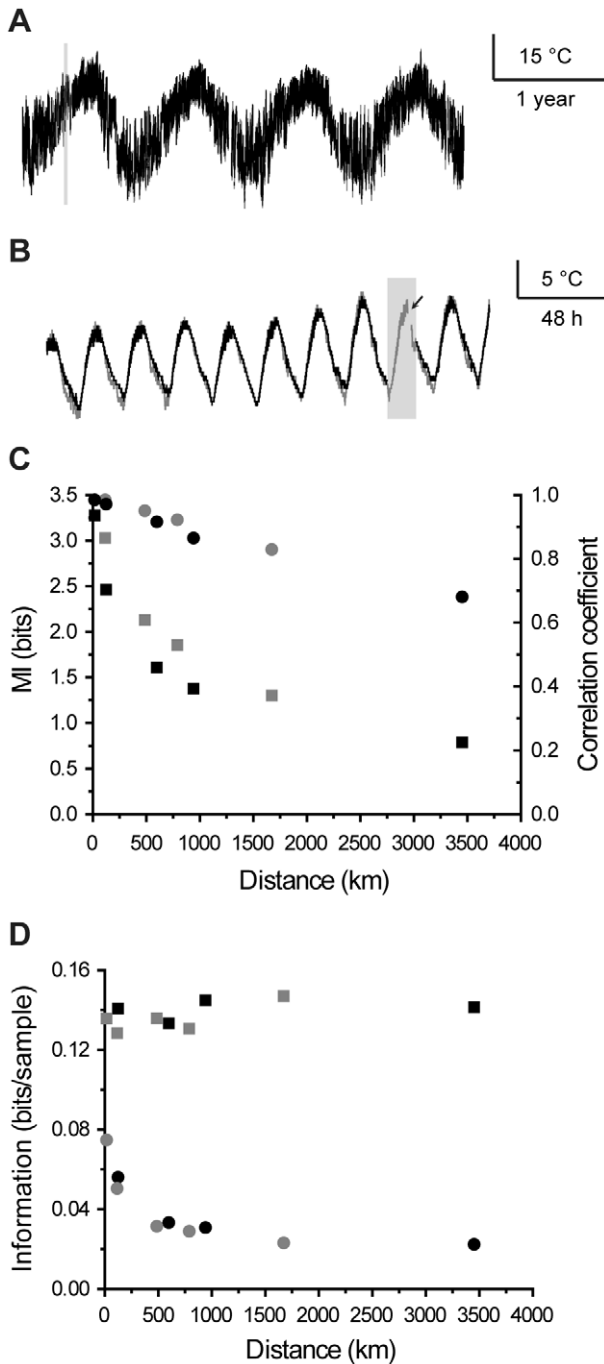 A
15 °C
1 year
B
5 °C
48 h
C
3.5
3.0
2.5
2.0
1.5
1.0
0.5
0.0
MI (bits)
1.0
0.8
0.6
0.4
0.2
0.0
Correlation coefficient
0 500 1000 1500 2000 2500 3000 3500 4000
Distance (km)
D
0.16
0.12
0.08
0.04
0.00
Information (bits/sample)
0 500 1000 1500 2000 2500 3000 3500 4000
Distance (km)